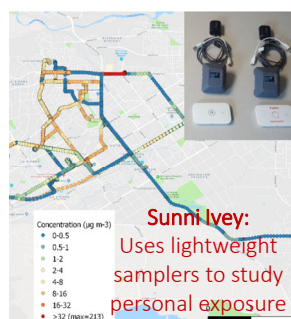 Concentration (µg m-3)
0-0.5
0.5-1
1-2
2-4
4-8
8-16
16-32
>32 (max=213)
Sunni Ivey:
Uses lightweight
samplers to study
personal exposure